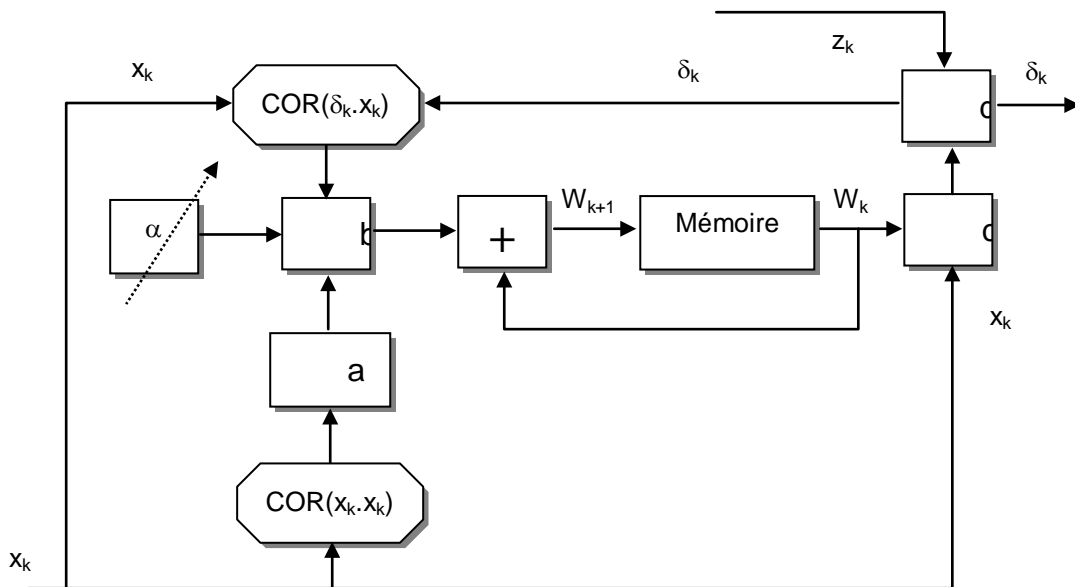 z_k
x_k
δ_k
δ_k
COR(δ_k.x_k)
α
+
W_{k+1}
Mémoire
W_k
x_k
a
COR(x_k.x_k)
x_k